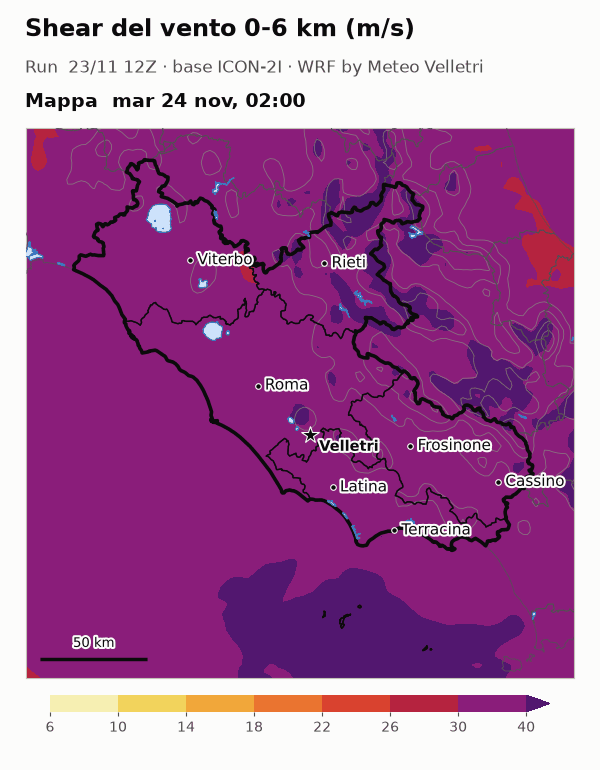 Shear del vento 0-6 km (m/s)
Run  23/11 12Z · base ICON-2I · WRF by Meteo Velletri
Mappa  mar 24 nov, 02:00
Viterbo
Rieti
Roma
Velletri
Frosinone
Cassino
Latina
Terracina
50 km
6 10 14 18 22 26 30 40